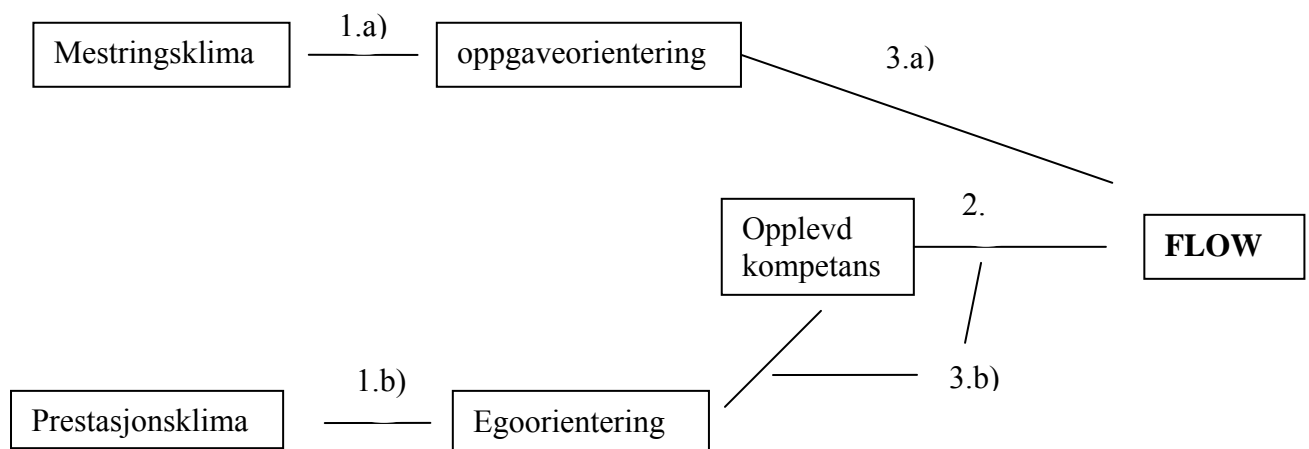 1.a)
Mestringsklima
oppgaveorientering
3.a)
2.
Opplevd
kompetans
FLOW
1.b)
3.b)
Prestasjonsklima
Egoorientering